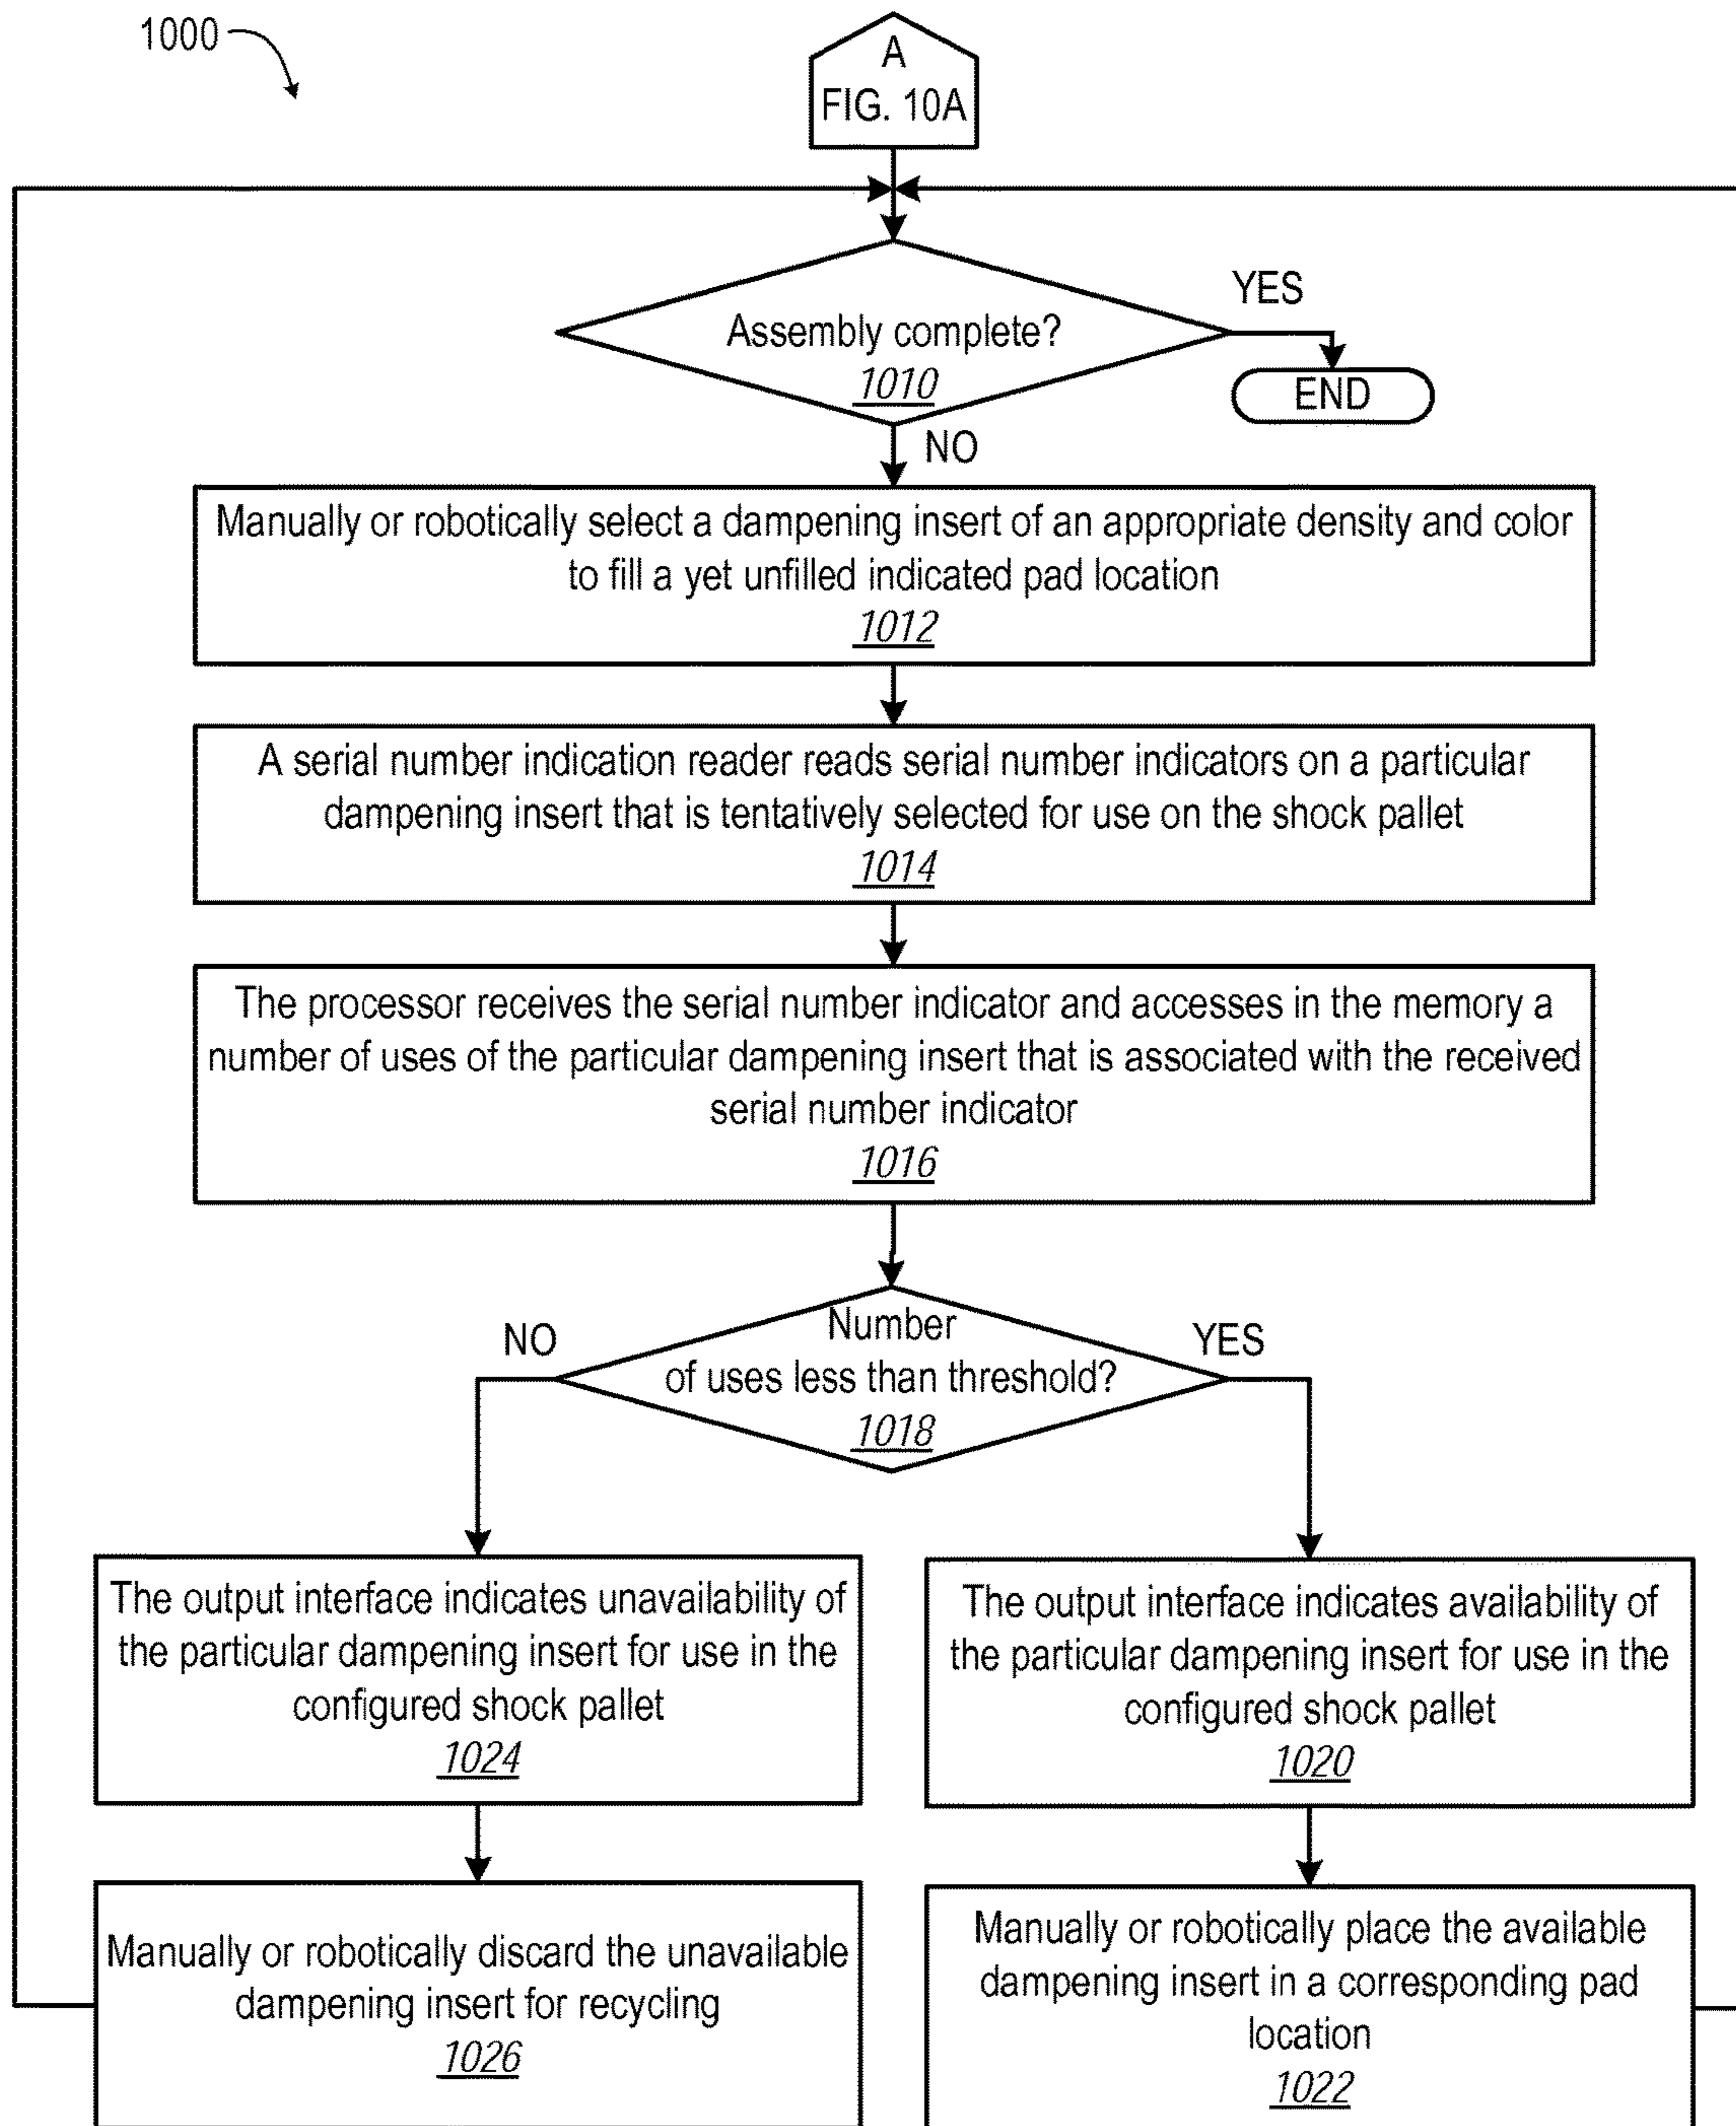 1000
A
FIG. 10A
YES
Assembly complete?
1010
END
NO
Manually or robotically select a dampening insert of an appropriate density and color
to fill a yet unfilled indicated pad location
1012
A serial number indication reader reads serial number indicators on a particular
dampening insert that is tentatively selected for use on the shock pallet
1014
The processor receives the serial number indicator and accesses in the memory a
number of uses of the particular dampening insert that is associated with the received
serial number indicator
1016
NO
Number
YES
of uses less than threshold?
1018
The output interface indicates unavailability of
the particular dampening insert for use in the
configured shock pallet
1024
The output interface indicates availability of
the particular dampening insert for use in the
configured shock pallet
1020
Manually or robotically discard the unavailable
dampening insert for recycling
1026
Manually or robotically place the available
dampening insert in a corresponding pad
location
1022